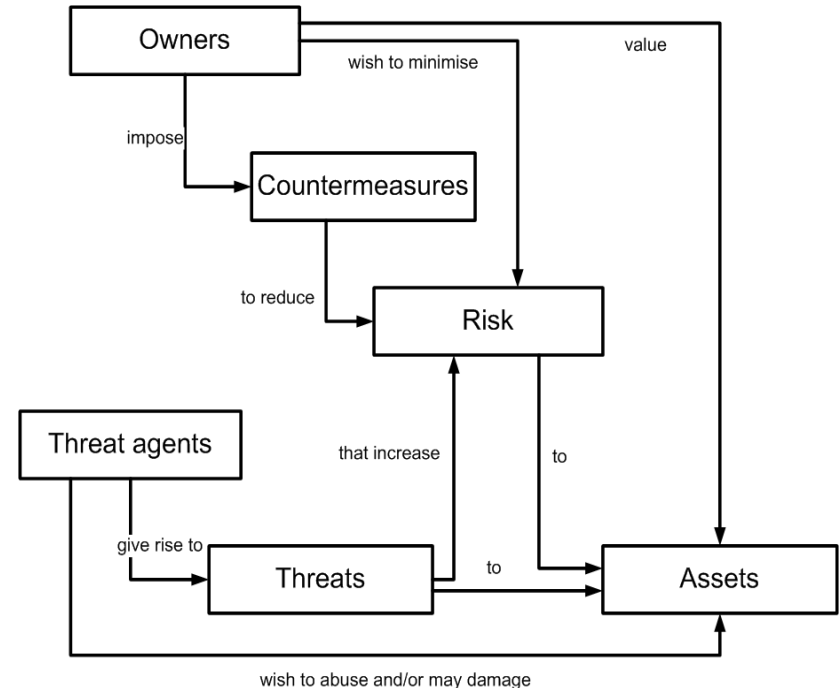 Owners
value
wish to minimise
impose
Countermeasures
to reduce
Risk
Threat agents
that increase
to
give rise to
Threats
to
Assets
wish to abuse and/or may damage